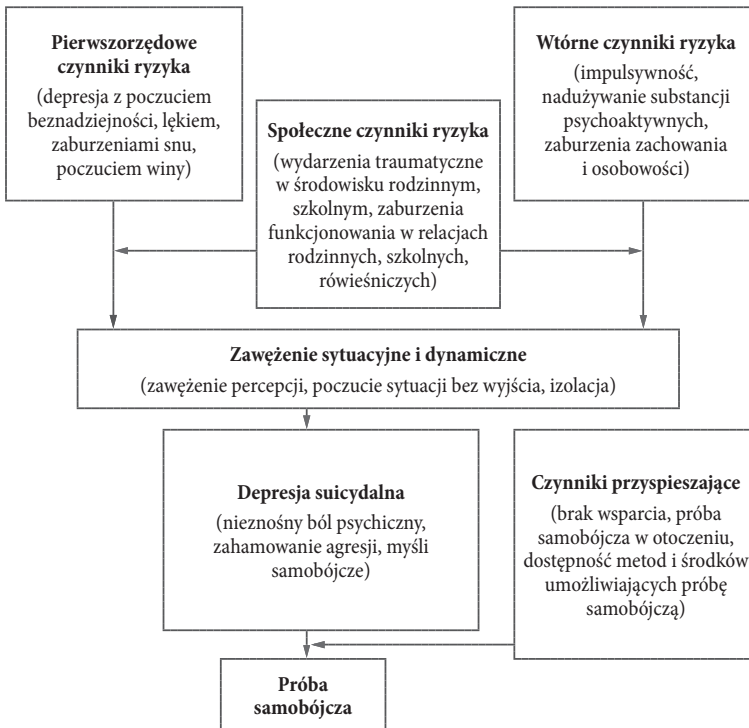 Pierwszorzędowe
czynniki ryzyka
(depresja z poczuciem
beznadziejności, lękiem,
zaburzeniami snu,
poczuciem winy)
Społeczne czynniki ryzyka
(wydarzenia traumatyczne
w środowisku rodzinnym,
szkolnym, zaburzenia
funkcjonowania w relacjach
rodzinnych, szkolnych,
rówieśniczych)
Wtórne czynniki ryzyka
(impulsywność,
nadużywanie substancji
psychoaktywnych,
zaburzenia zachowania
i osobowości)
Zawężenie sytuacyjne i dynamiczne
(zawężenie percepcji, poczucie sytuacji bez wyjścia, izolacja)
Depresja suicydalna
(nieznośny ból psychiczny,
zahamowanie agresji, myśli
samobójcze)
Czynniki przyspieszające
(brak wsparcia, próba
samobójcza w otoczeniu,
dostępność metod i środków
umożliwiających próbę
samobójczą)
Próba
samobójcza